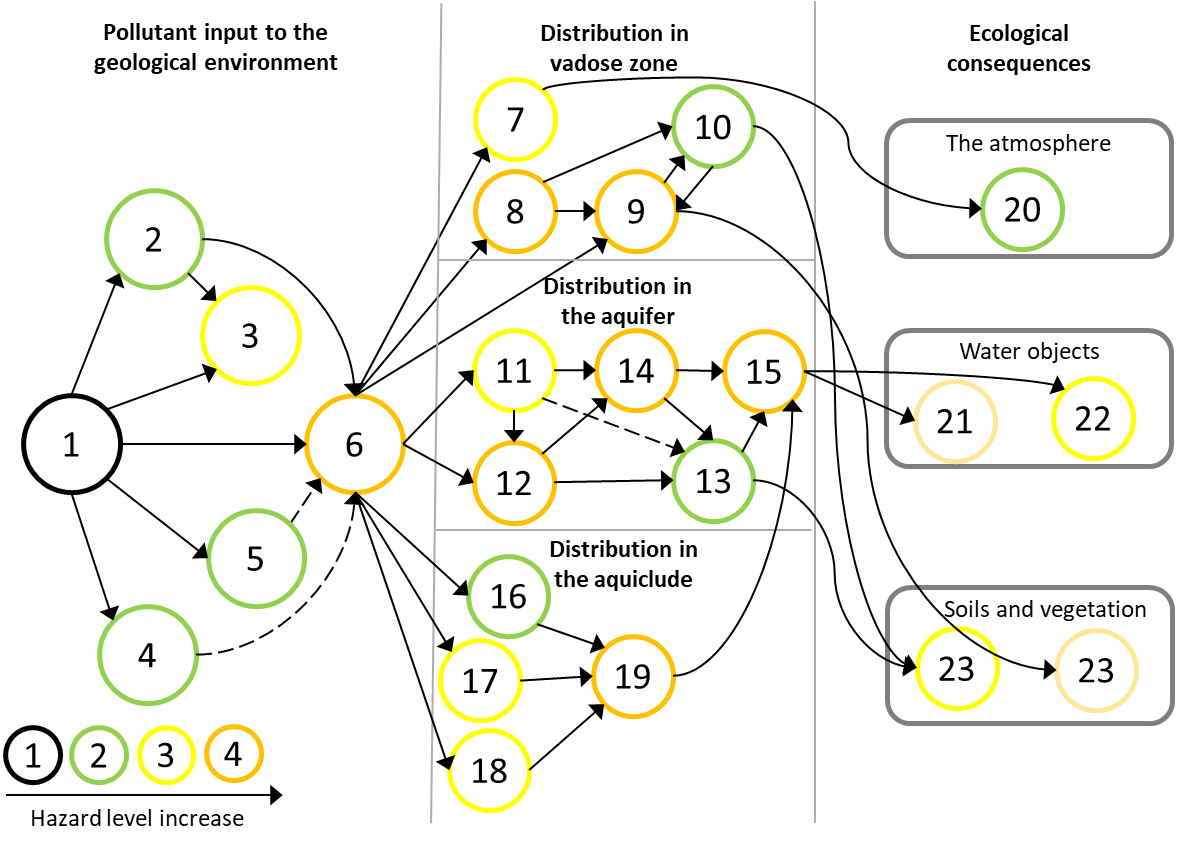 Pollutant input to the
geological environment
Distribution in
vadose zone
Ecological
consequences
7
10
The atmosphere
8
9
20
2
3
Distribution in
the aquifer
11
14
15
Water objects
21
22
1
6
12
13
5
4
Distribution in
the aquiclude
16
17
19
18
Soils and vegetation
23
23
1 2 3 4
Hazard level increase